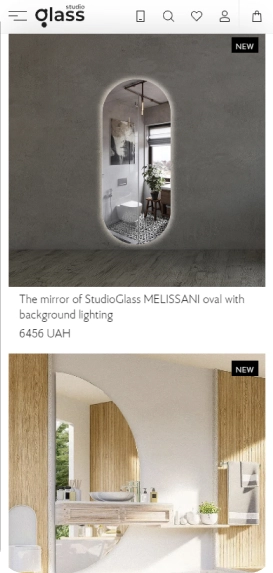 studio
glass
NEW
The mirror of StudioGlass MELISSANI oval with
background lighting
6456 UAH
NEW